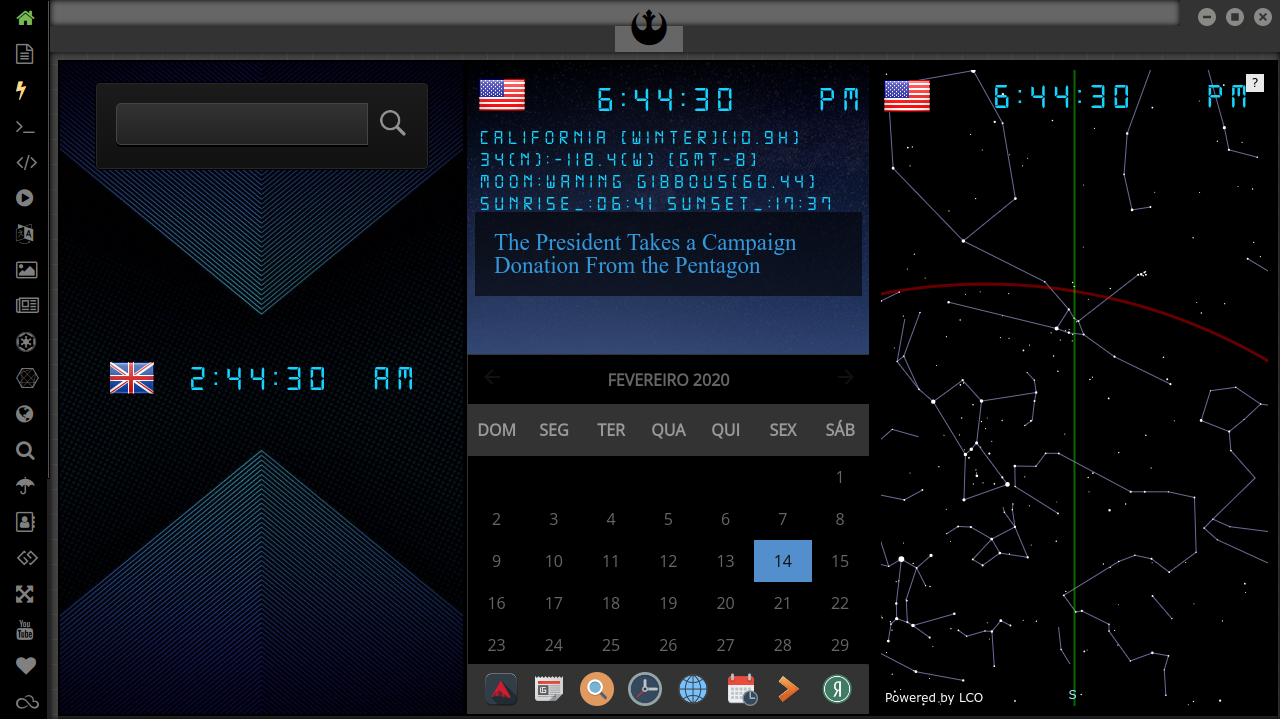 2:44:30 AM
6:44:30 PM
CALIFORNIA [WINTER][10.9H]
34[N]:-118.4[W] [GMT-8]
MOON:WANING GIBBOUS[60.44]
SUNRISE_:06:41 SUNSET_:17:37
The President Takes a Campaign
Donation From the Pentagon
FEVEREIRO 2020
DOM SEG TER QUA QUI SEX SÁB
1
2 3 4 5 6 7 8
9 10 11 12 13 14 15
16 17 18 19 20 21 22
23 24 25 26 27 28 29
6:44:30 PM
?
S
Powered by LCO
You
Tube
Я